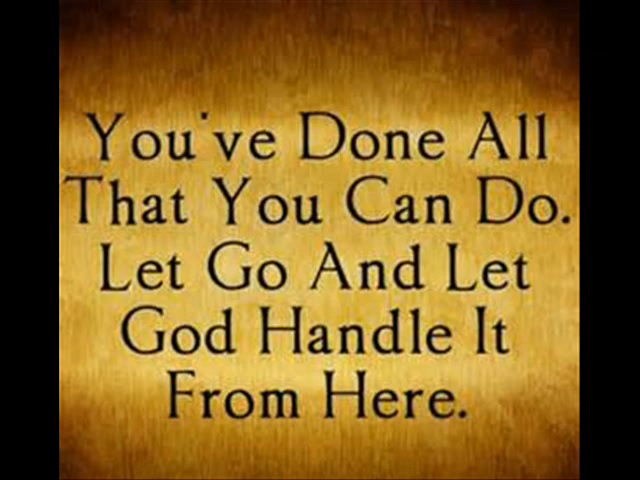 You've Done All
That You Can Do.
Let Go And Let
God Handle It
From Here.